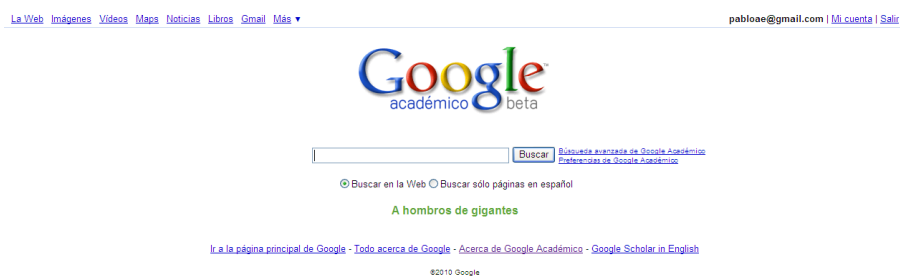 La Web Imágenes Vídeos Maps Noticias Libros Gmail Más ▼ pabloae@gmail.com | Mi cuenta | Salir
Google™
académico beta
Buscar Búsqueda avanzada de Google Académico
Preferencias de Google Académico
Buscar en la Web Buscar sólo páginas en español
A hombros de gigantes
Ir a la página principal de Google - Todo acerca de Google - Acerca de Google Académico - Google Scholar in English
©2010 Google